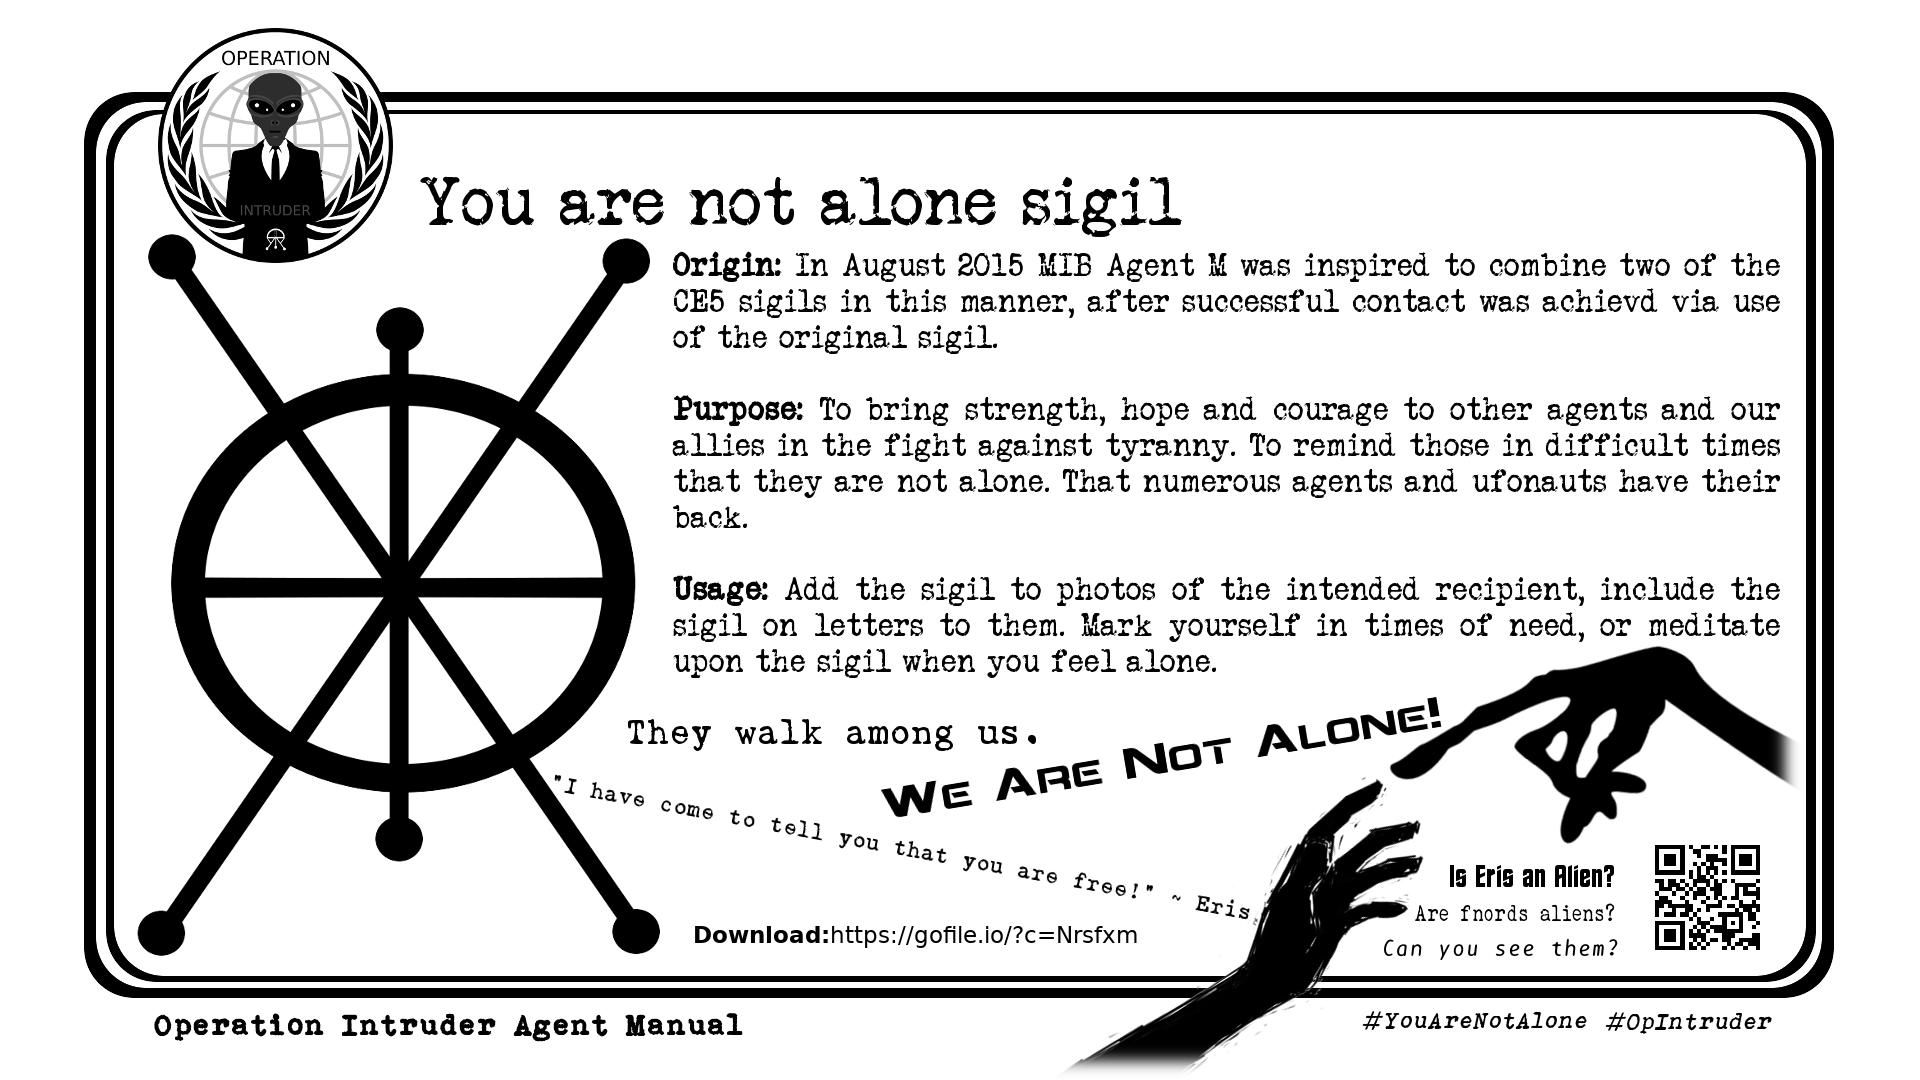 OPERATION
INTRUDER
You are not alone sigil
Origin: In August 2015 MIB Agent M was inspired to combine two of the
CE5 sigils in this manner, after successful contact was achievd via use
of the original sigil.
Purpose: To bring strength, hope and courage to other agents and our
allies in the fight against tyranny. To remind those in difficult times
that they are not alone. That numerous agents and ufonauts have their
back.
Usage: Add the sigil to photos of the intended recipient, include the
sigil on letters to them. Mark yourself in times of need, or meditate
upon the sigil when you feel alone.
They walk among us.
We Are Not Alone!
"I have come to tell you that you are free!" ~ Eris
Download:https://gofile.io/?c=Nrsfxm
Is Eris an Alien?
Are fnords aliens?
Can you see them?
Operation Intruder Agent Manual
#YouAreNotAlone #OpIntruder